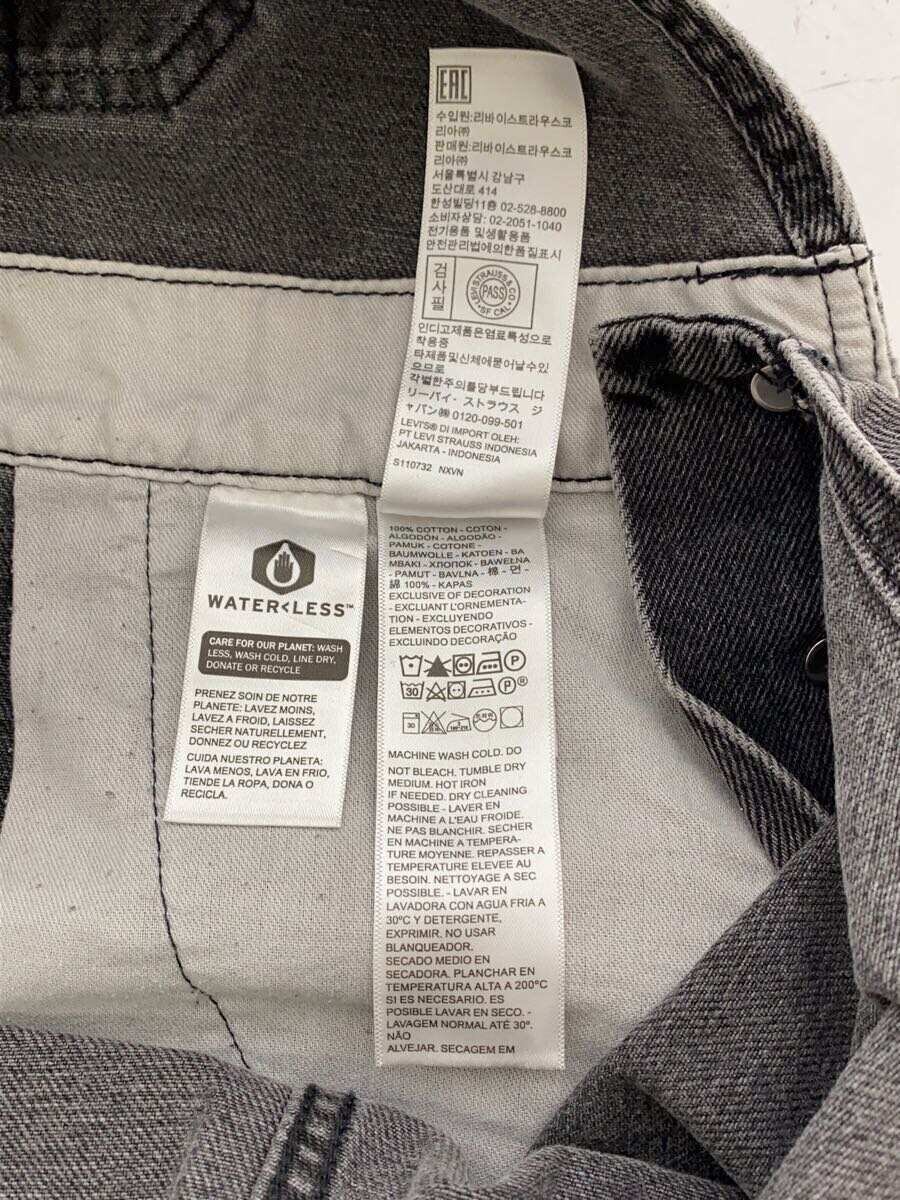 EAC
수입원:리바이스트라우스코
리아㈜
판매원:리바이스트라우스코
리아㈜
서울특별시 강남구
도산대로 414
한성빌딩11층 02-528-8800
소비자상담: 02-2051-1040
전기용품 및생활용품
안전관리법에의한품질표시
검사필
LEVI STRAUSS & CO
PASS
SF CAL
인디고제품은염료특성으로
착용중
타제품및신체에묻어날수있
으므로
각별한주의를당부드립니다
リーバイ・ストラウス ジ
ャパン㈱ 0120-099-501
LEVI'S® DI IMPORT OLEH:
PT LEVI STRAUSS INDONESIA
JAKARTA - INDONESIA
S110732 NXVN
WATER<LESS™
CARE FOR OUR PLANET: WASH
LESS, WASH COLD, LINE DRY,
DONATE OR RECYCLE
PRENEZ SOIN DE NOTRE
PLANETE: LAVEZ MOINS,
LAVEZ A FROID, LAISSEZ
SECHER NATURELLEMENT,
DONNEZ OU RECYCLEZ
CUIDA NUESTRO PLANETA:
LAVA MENOS, LAVA EN FRIO,
TIENDE LA ROPA, DONA O
RECICLA.
100% COTTON - COTON -
ALGODÓN - ALGODÃO -
PAMUK - COTONE -
BAUMWOLLE - KATOEN - BA
MBAKI - ХЛОПОК - BAWEŁNA
- PAMUT - BAVLNA - 棉 - 면 -
綿 100% - KAPAS
EXCLUSIVE OF DECORATION
- EXCLUANT L'ORNEMENTA-
TION - EXCLUYENDO
ELEMENTOS DECORATIVOS -
EXCLUINDO DECORAÇÃO
P
30 P ®
30
MACHINE WASH COLD. DO
NOT BLEACH. TUMBLE DRY
MEDIUM. HOT IRON
IF NEEDED. DRY CLEANING
POSSIBLE - LAVER EN
MACHINE A L'EAU FROIDE.
NE PAS BLANCHIR. SECHER
EN MACHINE A TEMPERA-
TURE MOYENNE. REPASSER A
TEMPERATURE ELEVEE AU
BESOIN. NETTOYAGE A SEC
POSSIBLE. - LAVAR EN
LAVADORA CON AGUA FRIA A
30ºC Y DETERGENTE,
EXPRIMIR. NO USAR
BLANQUEADOR.
SECADO MEDIO EN
SECADORA. PLANCHAR EN
TEMPERATURA ALTA A 200ºC
SI ES NECESARIO. ES
POSIBLE LAVAR EN SECO. -
LAVAGEM NORMAL ATÉ 30º.
NÃO
ALVEJAR. SECAGEM EM